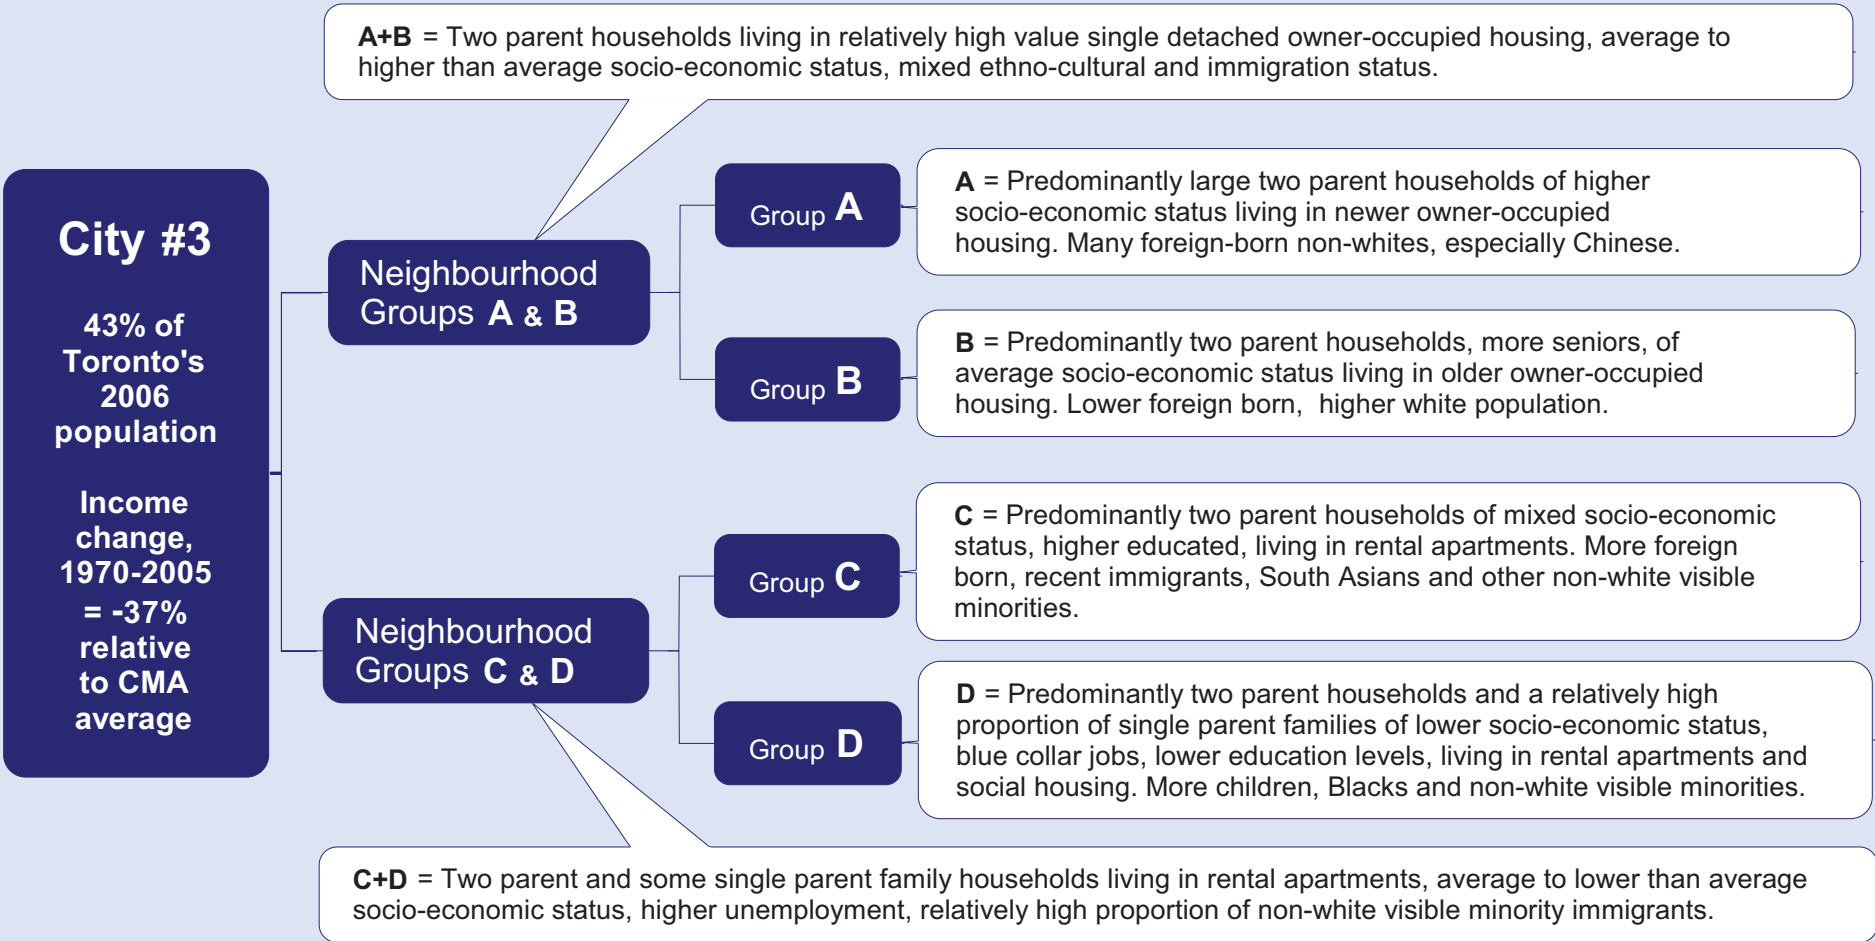 A+B = Two parent households living in relatively high value single detached owner-occupied housing, average to
higher than average socio-economic status, mixed ethno-cultural and immigration status.
City #3
43% of
Toronto's
2006
population
Income
change,
1970-2005
= -37%
relative
to CMA
average
Neighbourhood
Groups A & B
Group A
A = Predominantly large two parent households of higher
socio-economic status living in newer owner-occupied
housing. Many foreign-born non-whites, especially Chinese.
Group B
B = Predominantly two parent households, more seniors, of
average socio-economic status living in older owner-occupied
housing. Lower foreign born, higher white population.
Neighbourhood
Groups C & D
Group C
C = Predominantly two parent households of mixed socio-economic
status, higher educated, living in rental apartments. More foreign
born, recent immigrants, South Asians and other non-white visible
minorities.
Group D
D = Predominantly two parent households and a relatively high
proportion of single parent families of lower socio-economic status,
blue collar jobs, lower education levels, living in rental apartments and
social housing. More children, Blacks and non-white visible minorities.
C+D = Two parent and some single parent family households living in rental apartments, average to lower than average
socio-economic status, higher unemployment, relatively high proportion of non-white visible minority immigrants.